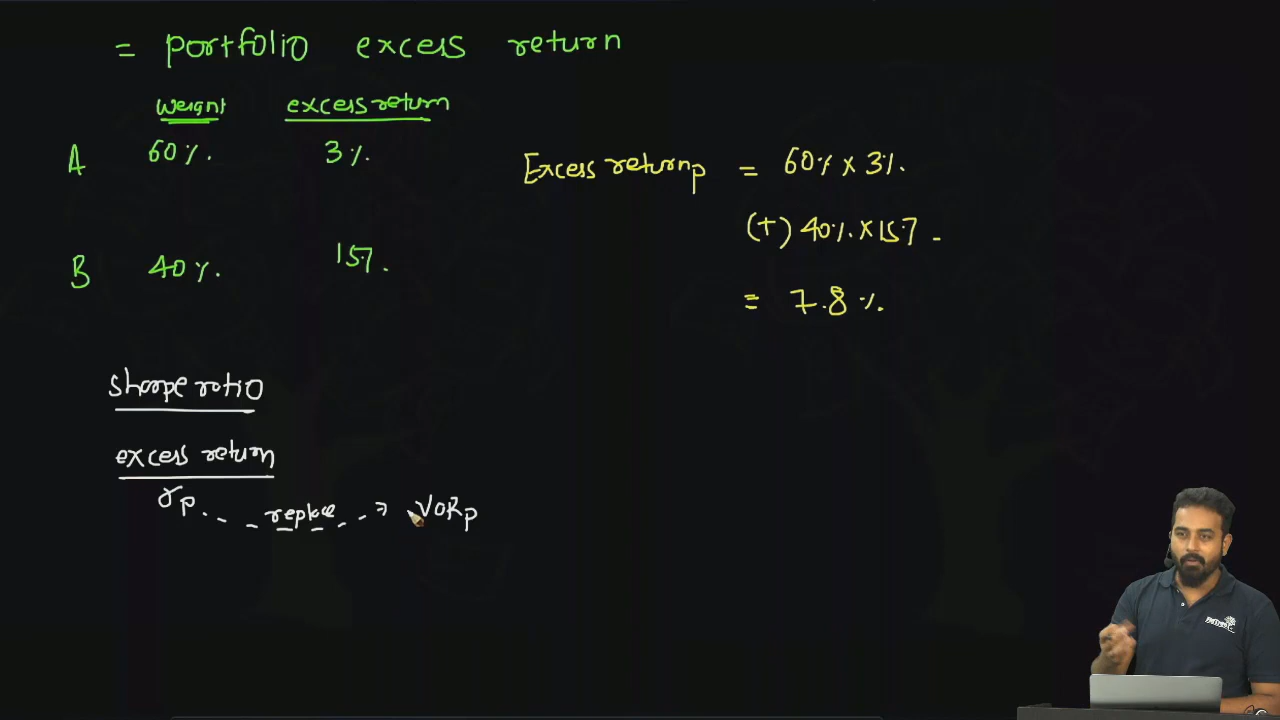 = portfolio excess return
weight excess return
A 60%. 3%.
B 40%. 15%.
Excess return p = 60% × 3%.
(+) 40%. × 15%.
= 7.8%.
sharpe ratio
excess return
σp replace VaRp